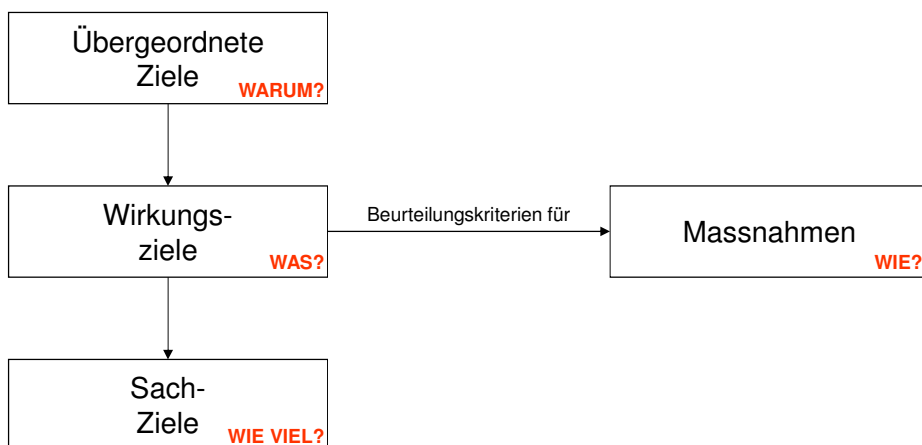 Übergeordnete
Ziele
WARUM?
Wirkungs-
ziele
WAS?
Beurteilungskriterien für
Massnahmen
WIE?
Sach-
Ziele
WIE VIEL?